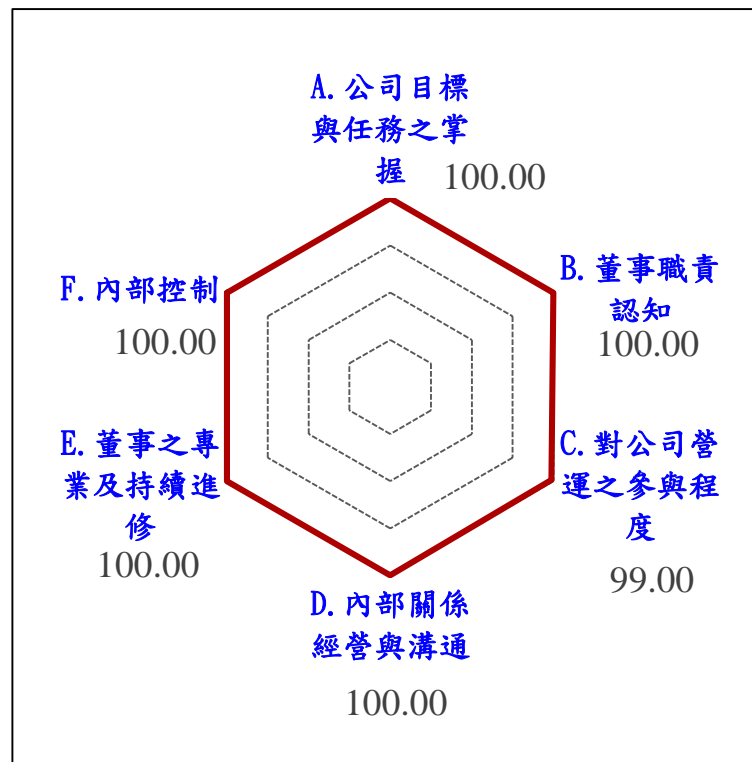 A.公司目標
與任務之掌
握
100.00
B.董事職責
認知
100.00
C.對公司營
運之參與程
度
99.00
D.內部關係
經營與溝通
100.00
E.董事之專
業及持續進
修
100.00
F.內部控制
100.00